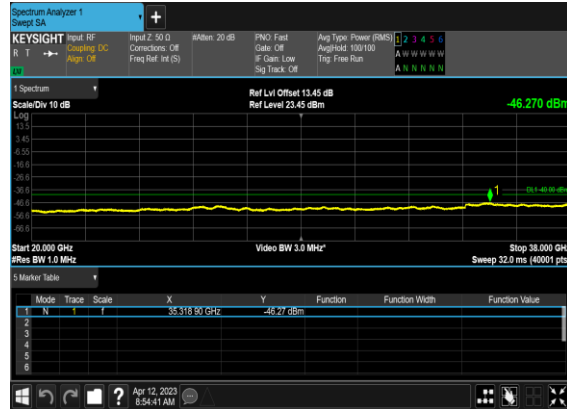 Spectrum Analyzer 1
Swept SA
+
KEYSIGHT Input: RF Input Z: 50 Ω #Atten: 20 dB PNO: Fast Avg Type: Power (RMS) 1 2 3 4 5 6
R T Coupling: DC Corrections: Off Gate: Off Avg|Hold: 100/100 A W W W W W
Align: Off Freq Ref: Int (S) IF Gain: Low Trig: Free Run
Sig Track: Off A N N N N N
1 Spectrum
Ref Lvl Offset 13.45 dB
Scale/Div 10 dB Ref Level 23.45 dBm -46.270 dBm
Log
13.5
3.45
-6.55
-16.6
-26.6
-36.6 1 DL1 -40.00 dBm
-46.6
-56.6
-66.6
Start 20.000 GHz Video BW 3.0 MHz* Stop 38.000 GHz
#Res BW 1.0 MHz Sweep 32.0 ms (40001 pts)
5 Marker Table
Mode Trace Scale X Y Function Function Width Function Value
1 N 1 f 35.318 90 GHz -46.27 dBm
2
3
4
5
6
? Apr 12, 2023
8:54:41 AM